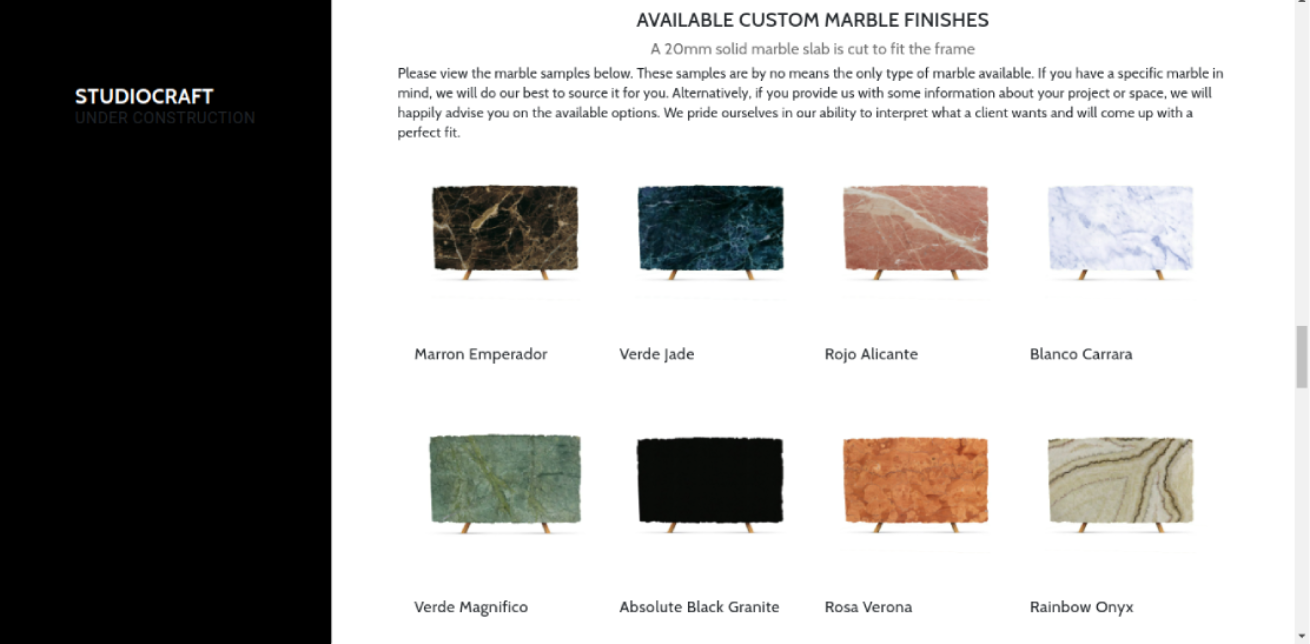 STUDIOCRAFT
UNDER CONSTRUCTION
AVAILABLE CUSTOM MARBLE FINISHES
A 20mm solid marble slab is cut to fit the frame
Please view the marble samples below. These samples are by no means the only type of marble available. If you have a specific marble in
mind, we will do our best to source it for you. Alternatively, if you provide us with some information about your project or space, we will
happily advise you on the available options. We pride ourselves in our ability to interpret what a client wants and will come up with a
perfect fit.
Marron Emperador
Verde Jade
Rojo Alicante
Blanco Carrara
Verde Magnifico
Absolute Black Granite
Rosa Verona
Rainbow Onyx